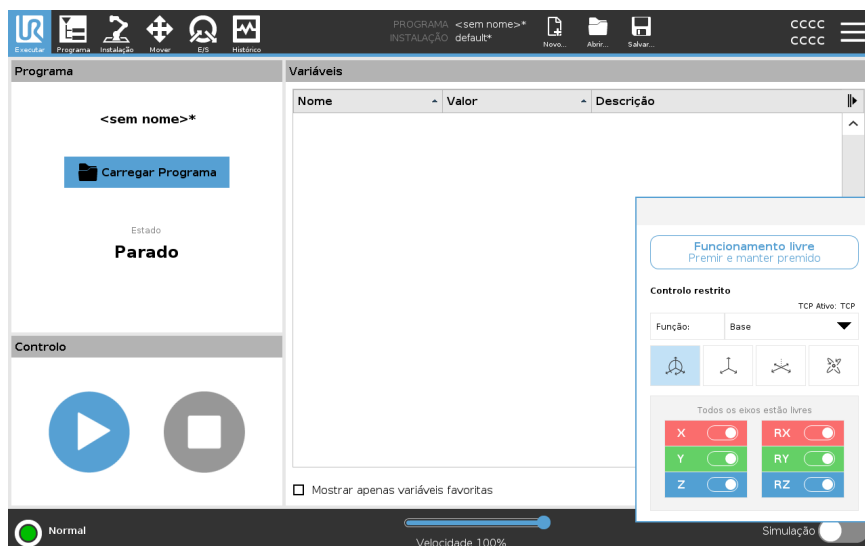 PROGRAMA <sem nome>*
INSTALAÇÃO default*
CCCC
CCCC
UR
Executar
Programa
Instalação
Mover
E/S
Histórico
Novo...
Abrir...
Salvar...
Programa
<sem nome>*
Carregar Programa
Estado
Parado
Controlo
Variáveis
Nome
Valor
Descrição
Mostrar apenas variáveis favoritas
Funcionamento livre
Premir e manter premido
Controlo restrito
TCP Ativo: TCP
Função: Base
Todos os eixos estão livres
X RX
Y RY
Z RZ
Normal
Velocidade 100%
Simulação